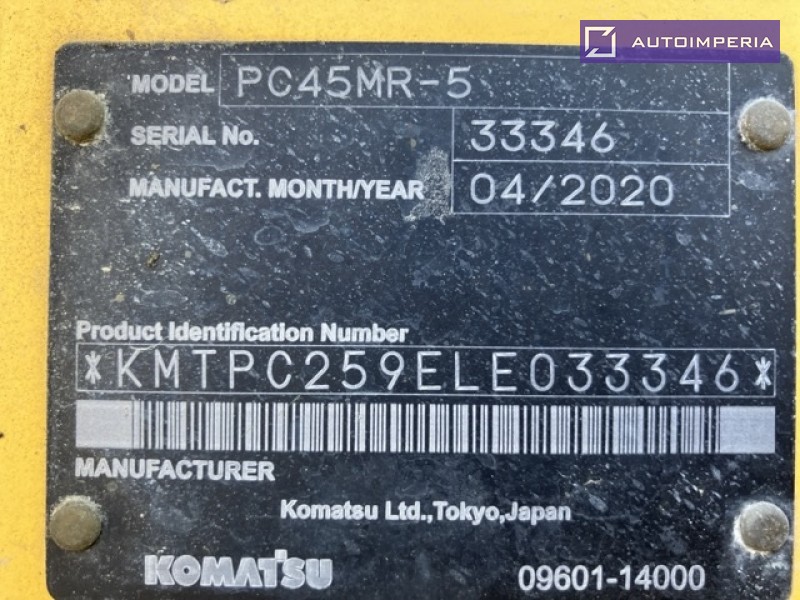 AUTOIMPERIA
MODEL PC45MR-5
SERIAL No. 33346
MANUFACT. MONTH/YEAR 04/2020
Product Identification Number
*KMTPC259ELE033346*
MANUFACTURER
Komatsu Ltd.,Tokyo,Japan
KOMATSU 09601-14000